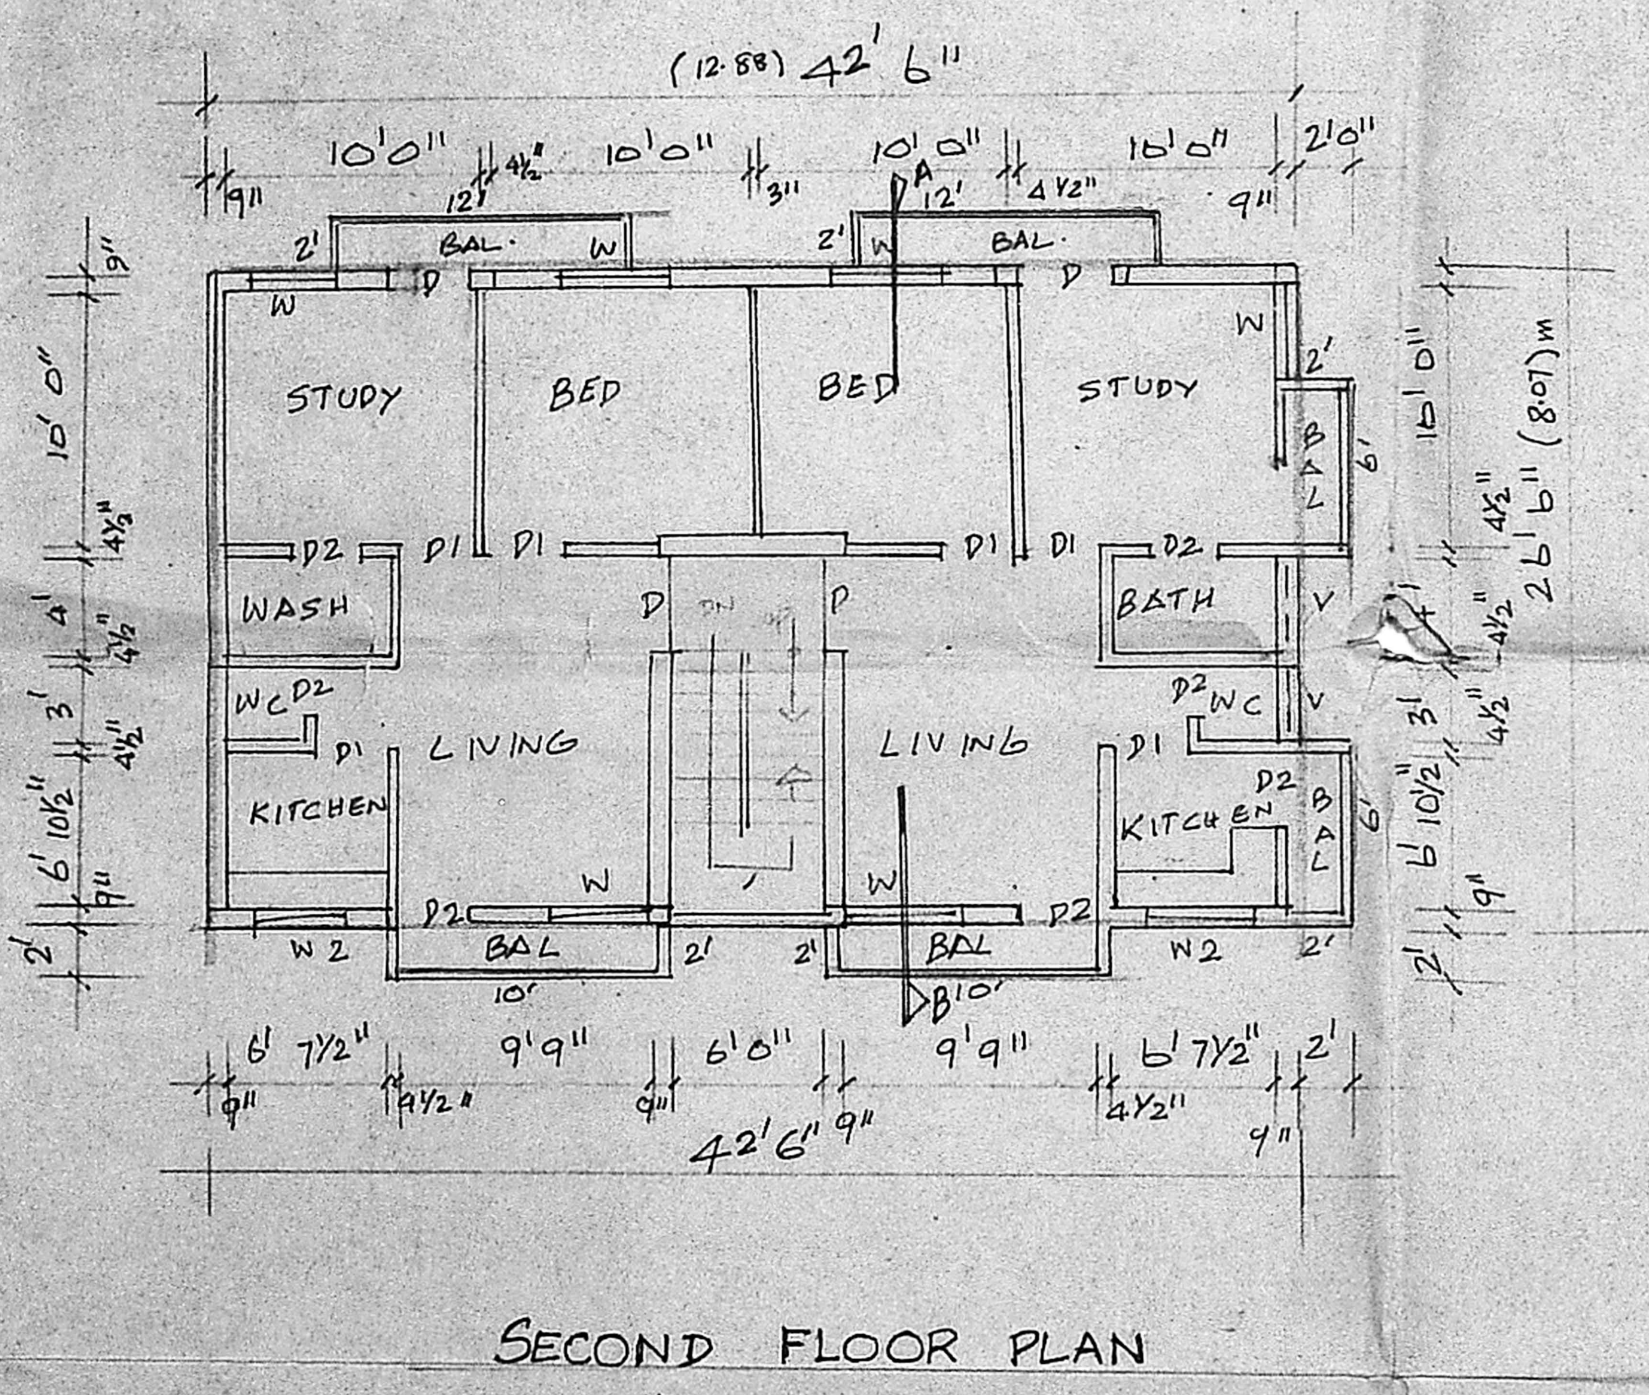 (12.88) 42' 6"
10'0" 4½" 10'0" 10'0" 10'0" 2'0"
9" 12' 3" A 12' 4½" 9"
2' BAL. W 2' W BAL.
9" W D D
W 2'
10' 0" STUDY BED BED STUDY 10' 0" 26' 6" (8.07) m
BAL 6'
4½" D2 D1 D1 D1 D1 D2 4½"
4' WASH D DN D BATH V 4'
4½" 4½"
3' WC D2 D2 WC V 3'
4½" D1 LIVING LIVING D1 4½"
6' 10½" KITCHEN KITCHEN D2 BAL 6' 6' 10½"
9" W W 9"
D2 D2
2' W2 BAL 2' 2' BAL W2 2' 2'
10' B 10'
6' 7½" 9'9" 6'0" 9'9" 6' 7½" 2'
9" 4½" 9" 9" 4½" 9"
42' 6"
SECOND FLOOR PLAN